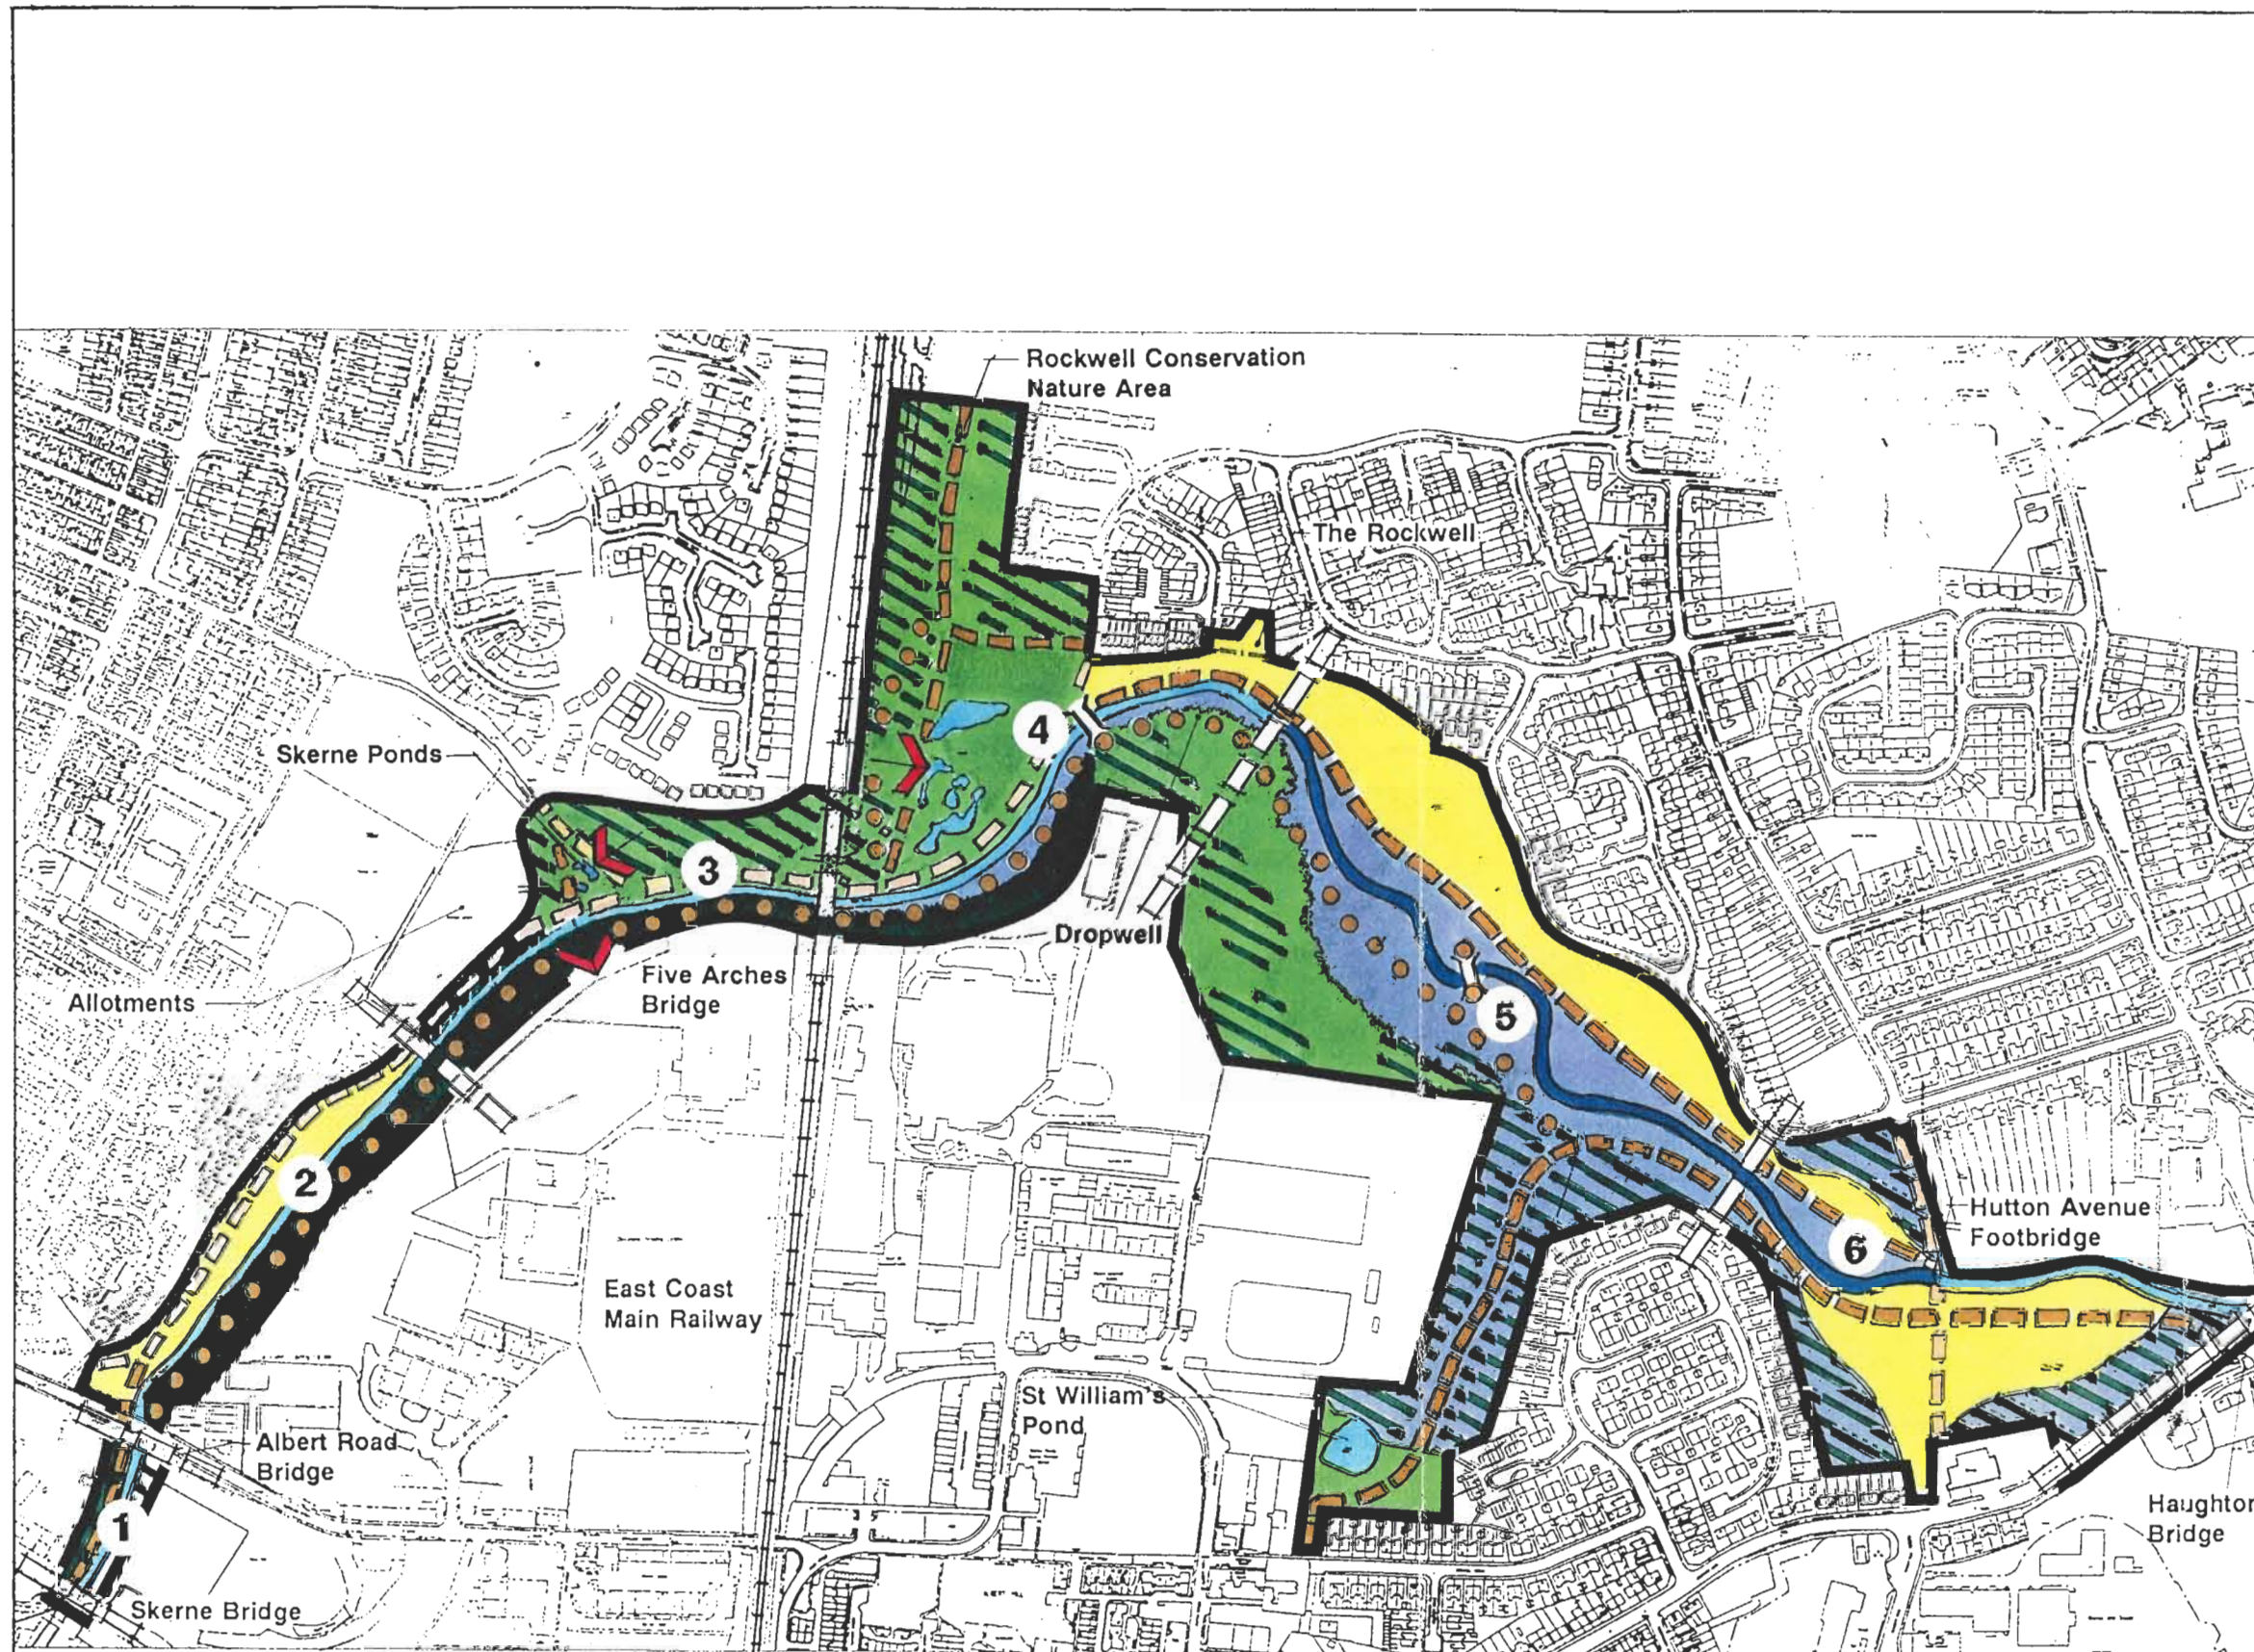 Rockwell Conservation
Nature Area
The Rockwell
4
Skerne Ponds
3
Dropwell
Five Arches
Bridge
Allotments
5
2
Hutton Avenue
Footbridge
6
East Coast
Main Railway
St William's
Pond
Albert Road
Bridge
1
Haughton
Bridge
Skerne Bridge